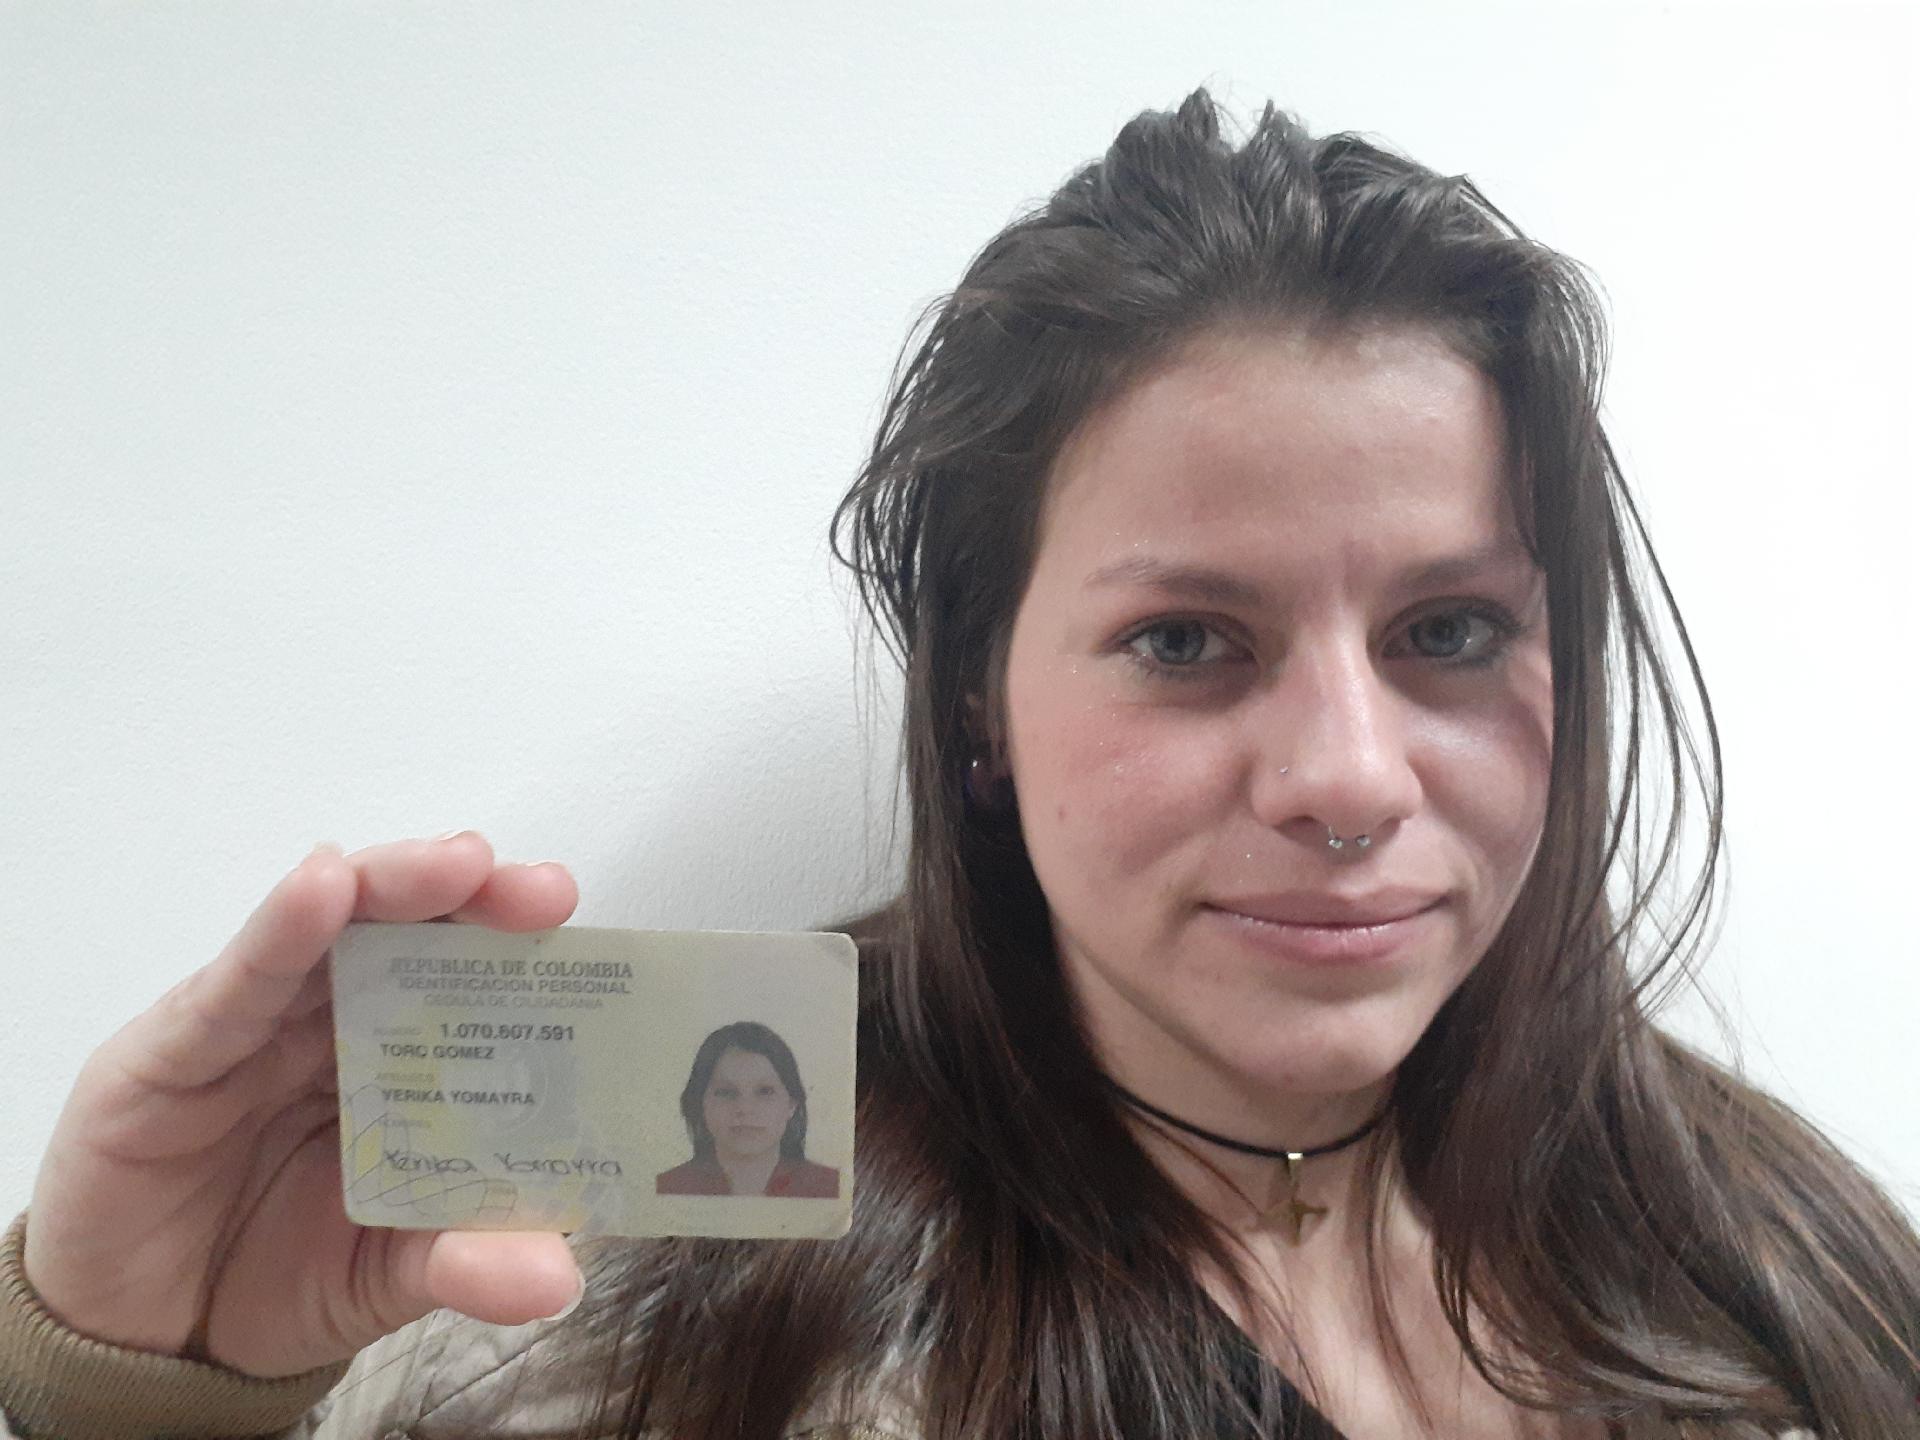 REPUBLICA DE COLOMBIA
IDENTIFICACION PERSONAL
CEDULA DE CIUDADANIA
NUMERO 1.070.607.591
TORO GOMEZ
APELLIDOS
YERIKA YOMAYRA
NOMBRES
Yerika Yomayra